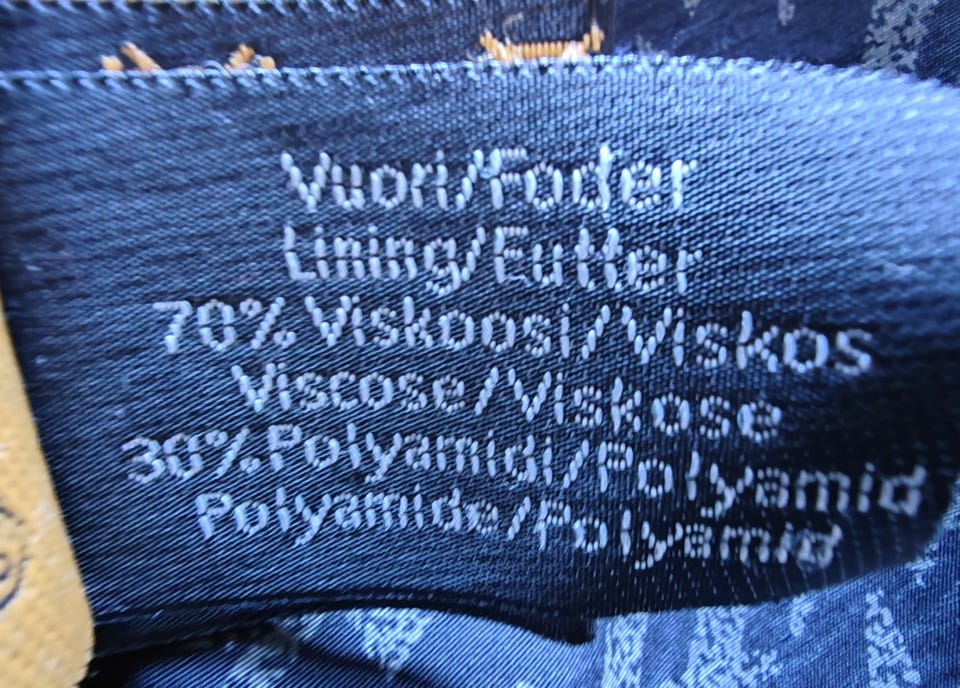 Vuori/Foder
Lining/Futter
70% Viskoosi/Viskos
Viscose/Viskose
30% Polyamidi/Polyamid
Polyamide/Polyamid